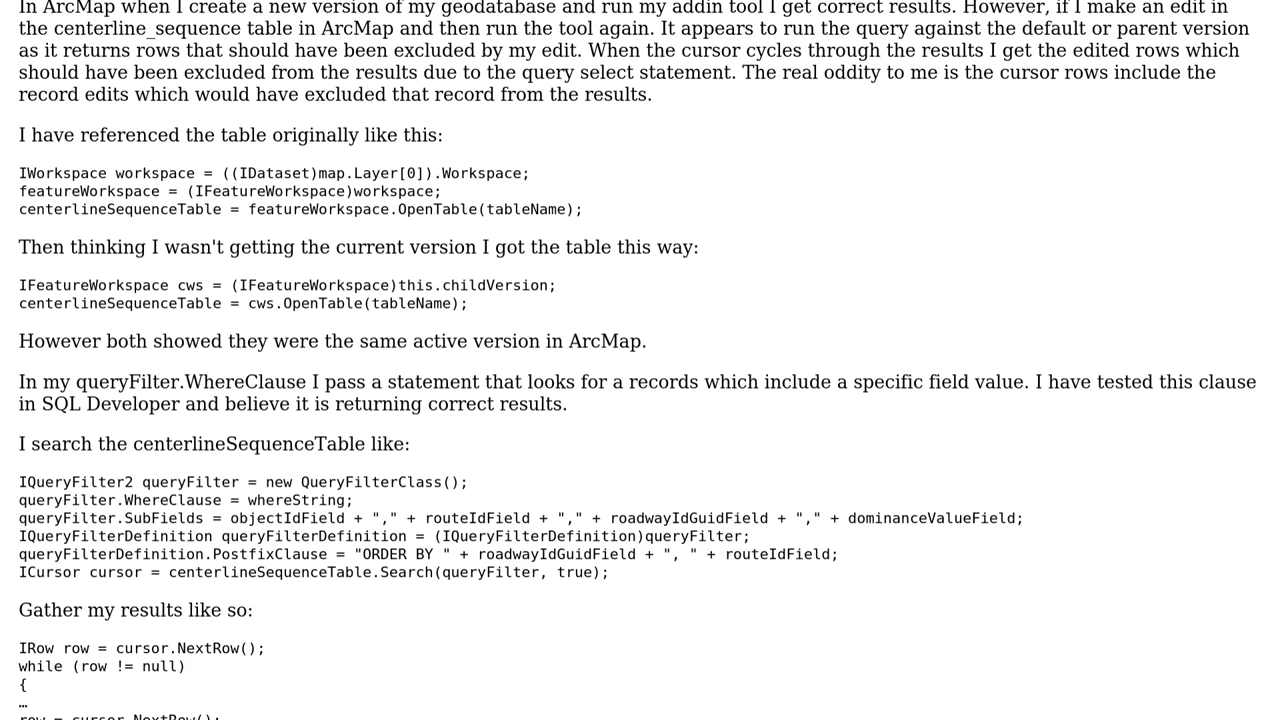 In ArcMap when I create a new version of my geodatabase and run my addin tool I get correct results. However, if I make an edit in
the centerline_sequence table in ArcMap and then run the tool again. It appears to run the query against the default or parent version
as it returns rows that should have been excluded by my edit. When the cursor cycles through the results I get the edited rows which
should have been excluded from the results due to the query select statement. The real oddity to me is the cursor rows include the
record edits which would have excluded that record from the results.
I have referenced the table originally like this:
IWorkspace workspace = ((IDataset)map.Layer[0]).Workspace;
featureWorkspace = (IFeatureWorkspace)workspace;
centerlineSequenceTable = featureWorkspace.OpenTable(tableName);
Then thinking I wasn't getting the current version I got the table this way:
IFeatureWorkspace cws = (IFeatureWorkspace)this.childVersion;
centerlineSequenceTable = cws.OpenTable(tableName);
However both showed they were the same active version in ArcMap.
In my queryFilter.WhereClause I pass a statement that looks for a records which include a specific field value. I have tested this clause
in SQL Developer and believe it is returning correct results.
I search the centerlineSequenceTable like:
IQueryFilter2 queryFilter = new QueryFilterClass();
queryFilter.WhereClause = whereString;
queryFilter.SubFields = objectIdField + "," + routeIdField + "," + roadwayIdGuidField + "," + dominanceValueField;
IQueryFilterDefinition queryFilterDefinition = (IQueryFilterDefinition)queryFilter;
queryFilterDefinition.PostfixClause = "ORDER BY " + roadwayIdGuidField + ", " + routeIdField;
ICursor cursor = centerlineSequenceTable.Search(queryFilter, true);
Gather my results like so:
IRow row = cursor.NextRow();
while (row != null)
{
…
row = cursor.NextRow();